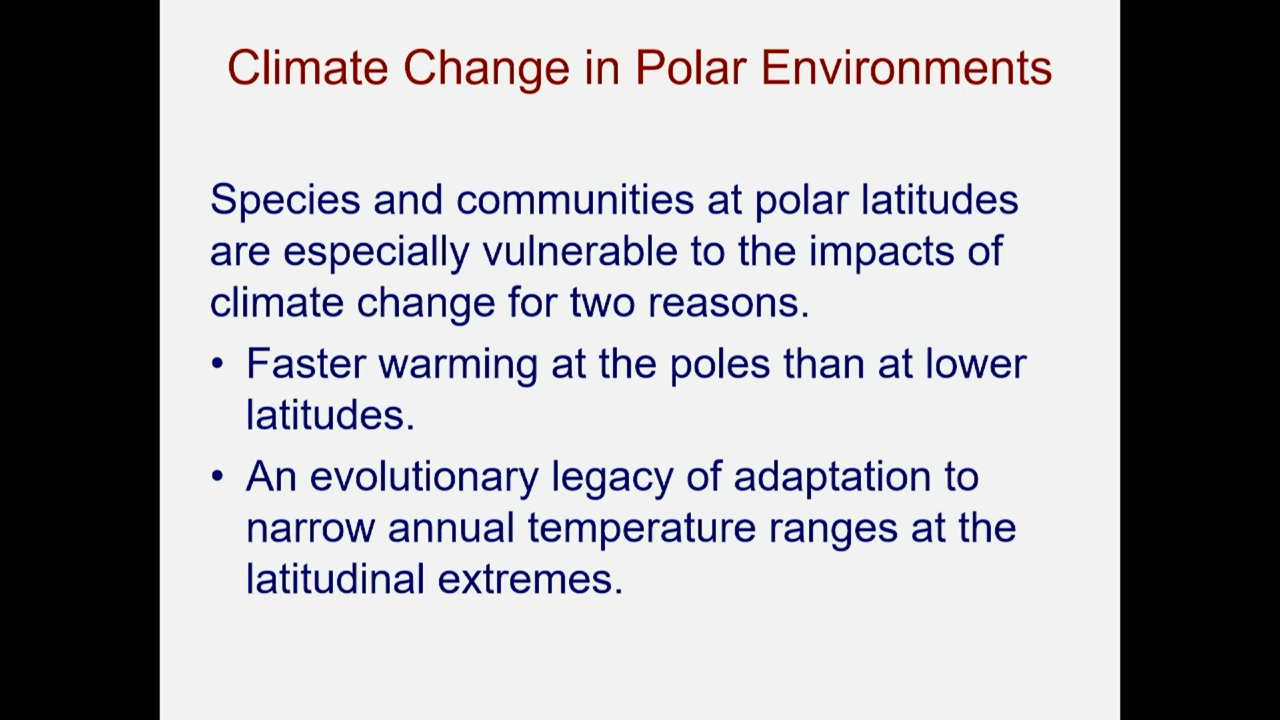 Climate Change in Polar Environments
Species and communities at polar latitudes
are especially vulnerable to the impacts of
climate change for two reasons.
• Faster warming at the poles than at lower
latitudes.
• An evolutionary legacy of adaptation to
narrow annual temperature ranges at the
latitudinal extremes.